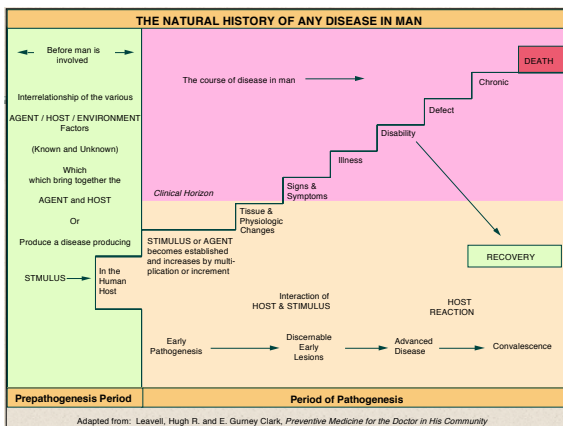 THE NATURAL HISTORY OF ANY DISEASE IN MAN
Before man is
involved
Interrelationship of the various
AGENT / HOST / ENVIRONMENT
Factors
(Known and Unknown)
Which
which bring together the
AGENT and HOST
Or
Produce a disease producing
STMULUS
In the
Human
Host
The course of disease in man
DEATH
Chronic
Defect
Disability
Illness
Signs &
Symptoms
Clinical Horizon
Tissue &
Physiologic
Changes
STIMULUS or AGENT
becomes established
and increases by multi-
plication or increment
RECOVERY
Interaction of
HOST & STIMULUS
HOST
REACTION
Early
Pathogenesis
Discernable
Early
Lesions
Advanced
Disease
Convalescence
Prepathogenesis Period
Period of Pathogenesis
Adapted from: Leavell, Hugh R. and E. Gurney Clark, Preventive Medicine for the Doctor in His Community